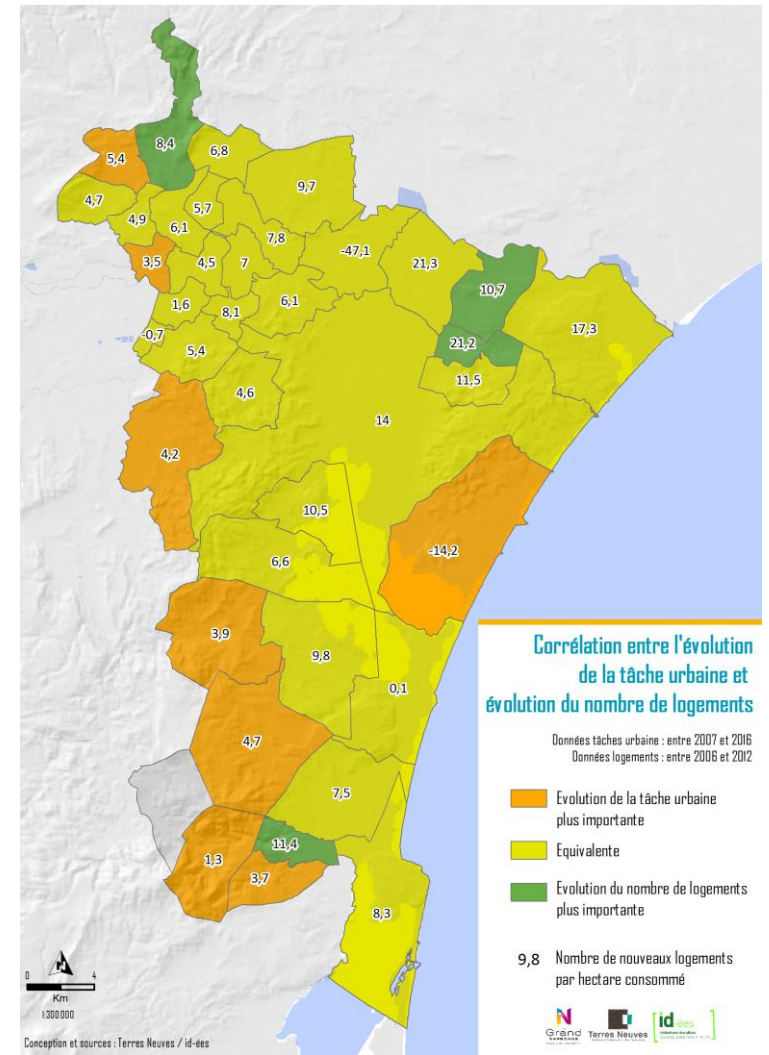 8,4
6,8
5,4
9,7
4,7
5,7
4,9
6,1
7,8
-47,1
21,3
3,5
4,5
7
10,7
6,1
1,6
8,1
17,3
-0,7
21,2
5,4
11,5
4,6
14
4,2
10,5
-14,2
6,6
3,9
9,8
0,1
4,7
7,5
11,4
1,3
3,7
8,3
Corrélation entre l'évolution
de la tâche urbaine et
évolution du nombre de logements
Données tâches urbaine : entre 2007 et 2016
Données logements : entre 2006 et 2012
Evolution de la tâche urbaine
plus importante
Equivalente
Evolution du nombre de logements
plus importante
9,8 Nombre de nouveaux logements
par hectare consommé
N
0 4
Km
1:300 000
Grand
NARBONNE
Terres Neuves
id-ées
Conception et sources : Terres Neuves / id-ées